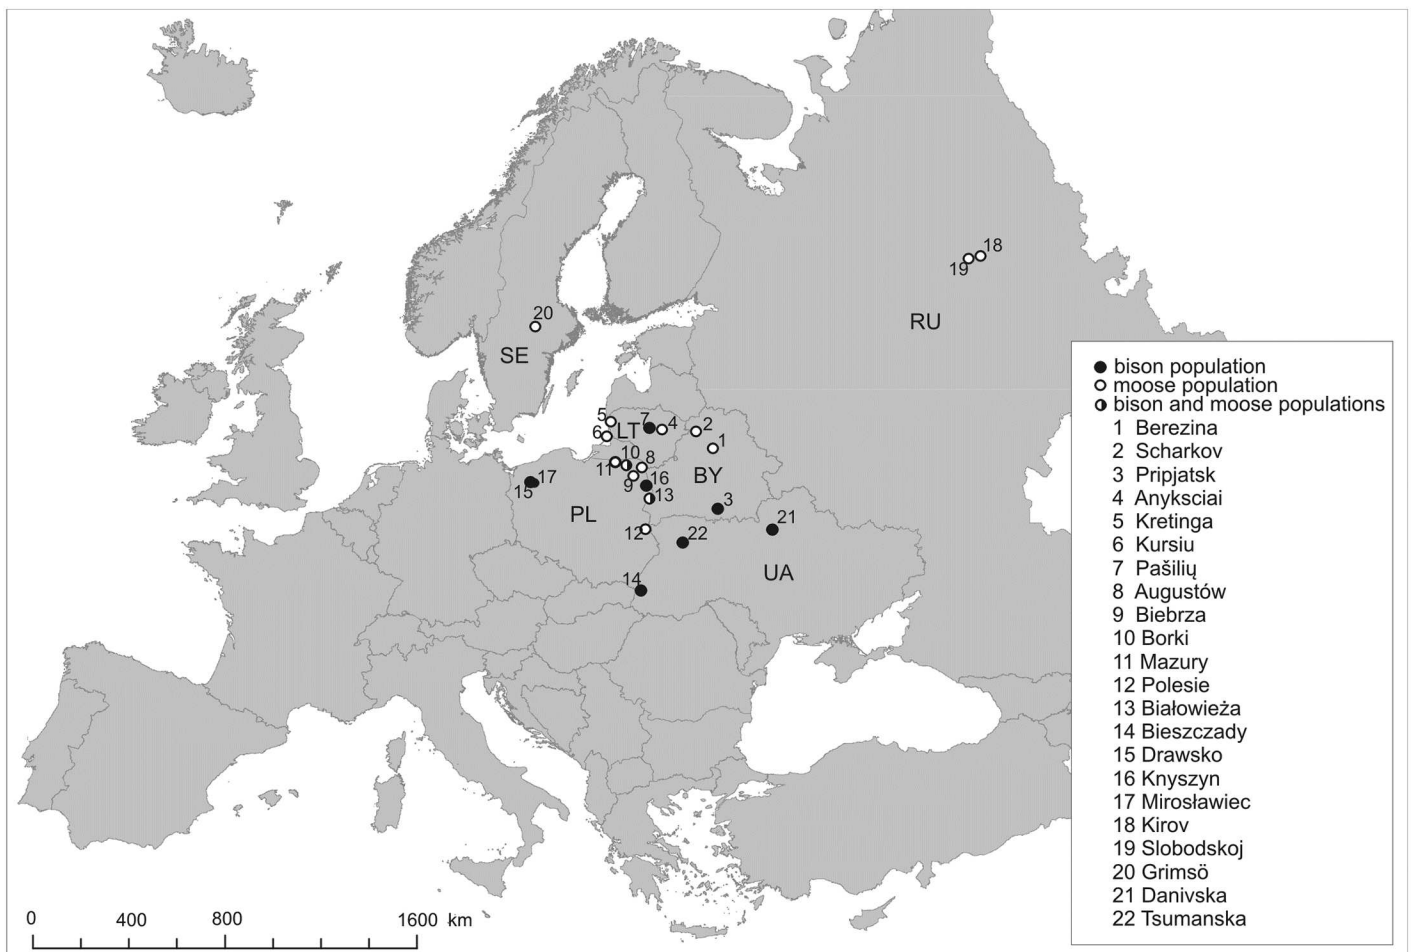 18
19
20
RU
SE
5
7
4
2
6
LT
1
10
8
11
BY
9
16
17
15
13
3
PL
21
12
22
UA
14
bison population
moose population
bison and moose populations
1 Berezina
2 Scharkov
3 Pripjatsk
4 Anyksciai
5 Kretinga
6 Kursiu
7 Pašilių
8 Augustów
9 Biebrza
10 Borki
11 Mazury
12 Polesie
13 Białowieża
14 Bieszczady
15 Drawsko
16 Knyszyn
17 Mirosławiec
18 Kirov
19 Slobodskoj
20 Grimsö
21 Danivska
22 Tsumanska
0 400 800 1600 km